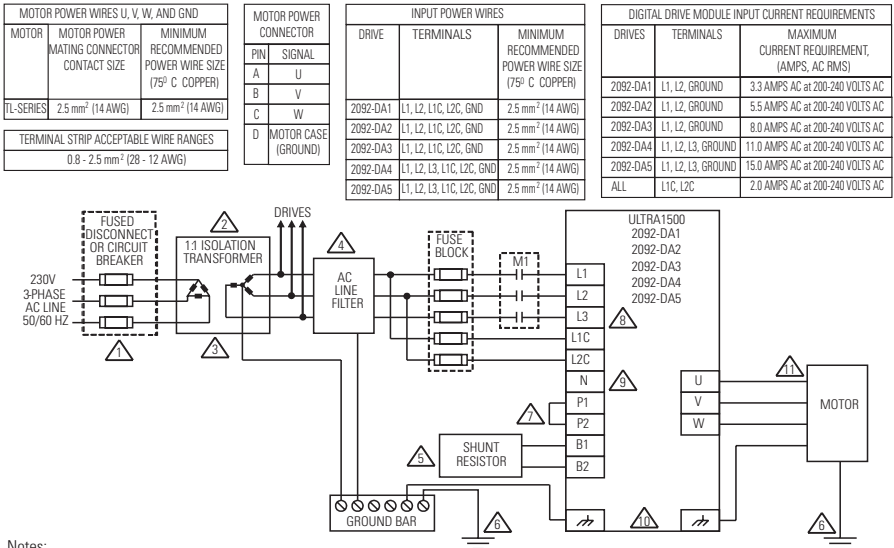 MOTOR POWER WIRES U, V, W, AND GND
MOTOR
MOTOR POWER
MATING CONNECTOR
CONTACT SIZE
MINIMUM
RECOMMENDED
POWER WIRE SIZE
(75⁰ C COPPER)
TL-SERIES 2.5 mm² (14 AWG) 2.5 mm² (14 AWG)
TERMINAL STRIP ACCEPTABLE WIRE RANGES
0.8 - 2.5 mm² (28 - 12 AWG)
MOTOR POWER
CONNECTOR
PIN SIGNAL
A U
B V
C W
D MOTOR CASE
(GROUND)
INPUT POWER WIRES
DRIVE
TERMINALS
MINIMUM
RECOMMENDED
POWER WIRE SIZE
(75⁰ C COPPER)
2092-DA1 L1, L2, L1C, L2C, GND 2.5 mm² (14 AWG)
2092-DA2 L1, L2, L1C, L2C, GND 2.5 mm² (14 AWG)
2092-DA3 L1, L2, L1C, L2C, GND 2.5 mm² (14 AWG)
2092-DA4 L1, L2, L3, L1C, L2C, GND 2.5 mm² (14 AWG)
2092-DA5 L1, L2, L3, L1C, L2C, GND 2.5 mm² (14 AWG)
DIGITAL DRIVE MODULE INPUT CURRENT REQUIREMENTS
DRIVES
TERMINALS
MAXIMUM
CURRENT REQUIREMENT,
(AMPS, AC RMS)
2092-DA1 L1, L2, GROUND 3.3 AMPS AC at 200-240 VOLTS AC
2092-DA2 L1, L2, GROUND 5.5 AMPS AC at 200-240 VOLTS AC
2092-DA3 L1, L2, GROUND 8.0 AMPS AC at 200-240 VOLTS AC
2092-DA4 L1, L2, L3, GROUND 11.0 AMPS AC at 200-240 VOLTS AC
2092-DA5 L1, L2, L3, GROUND 15.0 AMPS AC at 200-240 VOLTS AC
ALL L1C, L2C 2.0 AMPS AC at 200-240 VOLTS AC
FUSED
DISCONNECT
OR CIRCUIT
BREAKER
230V
3-PHASE
AC LINE
50/60 HZ
1
2
1:1 ISOLATION
TRANSFORMER
3
DRIVES
4
AC
LINE
FILTER
FUSE
BLOCK
M1
ULTRA1500
2092-DA1
2092-DA2
2092-DA3
2092-DA4
2092-DA5
L1
L2
L3
8
L1C
L2C
N
9
P1
7
P2
B1
B2
5
SHUNT
RESISTOR
U
V
W
11
MOTOR
GROUND BAR
6
10
6
Notes: